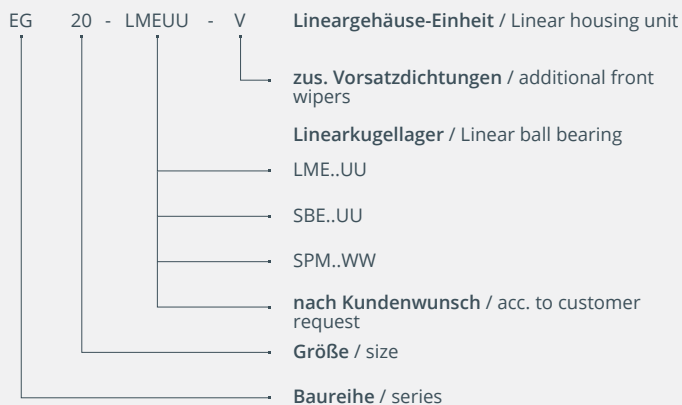 EG 20 - LMEUU - V Lineargehäuse-Einheit / Linear housing unit
zus. Vorsatzdichtungen / additional front
wipers
Linearkugellager / Linear ball bearing
LME..UU
SBE..UU
SPM..WW
nach Kundenwunsch / acc. to customer
request
Größe / size
Baureihe / series